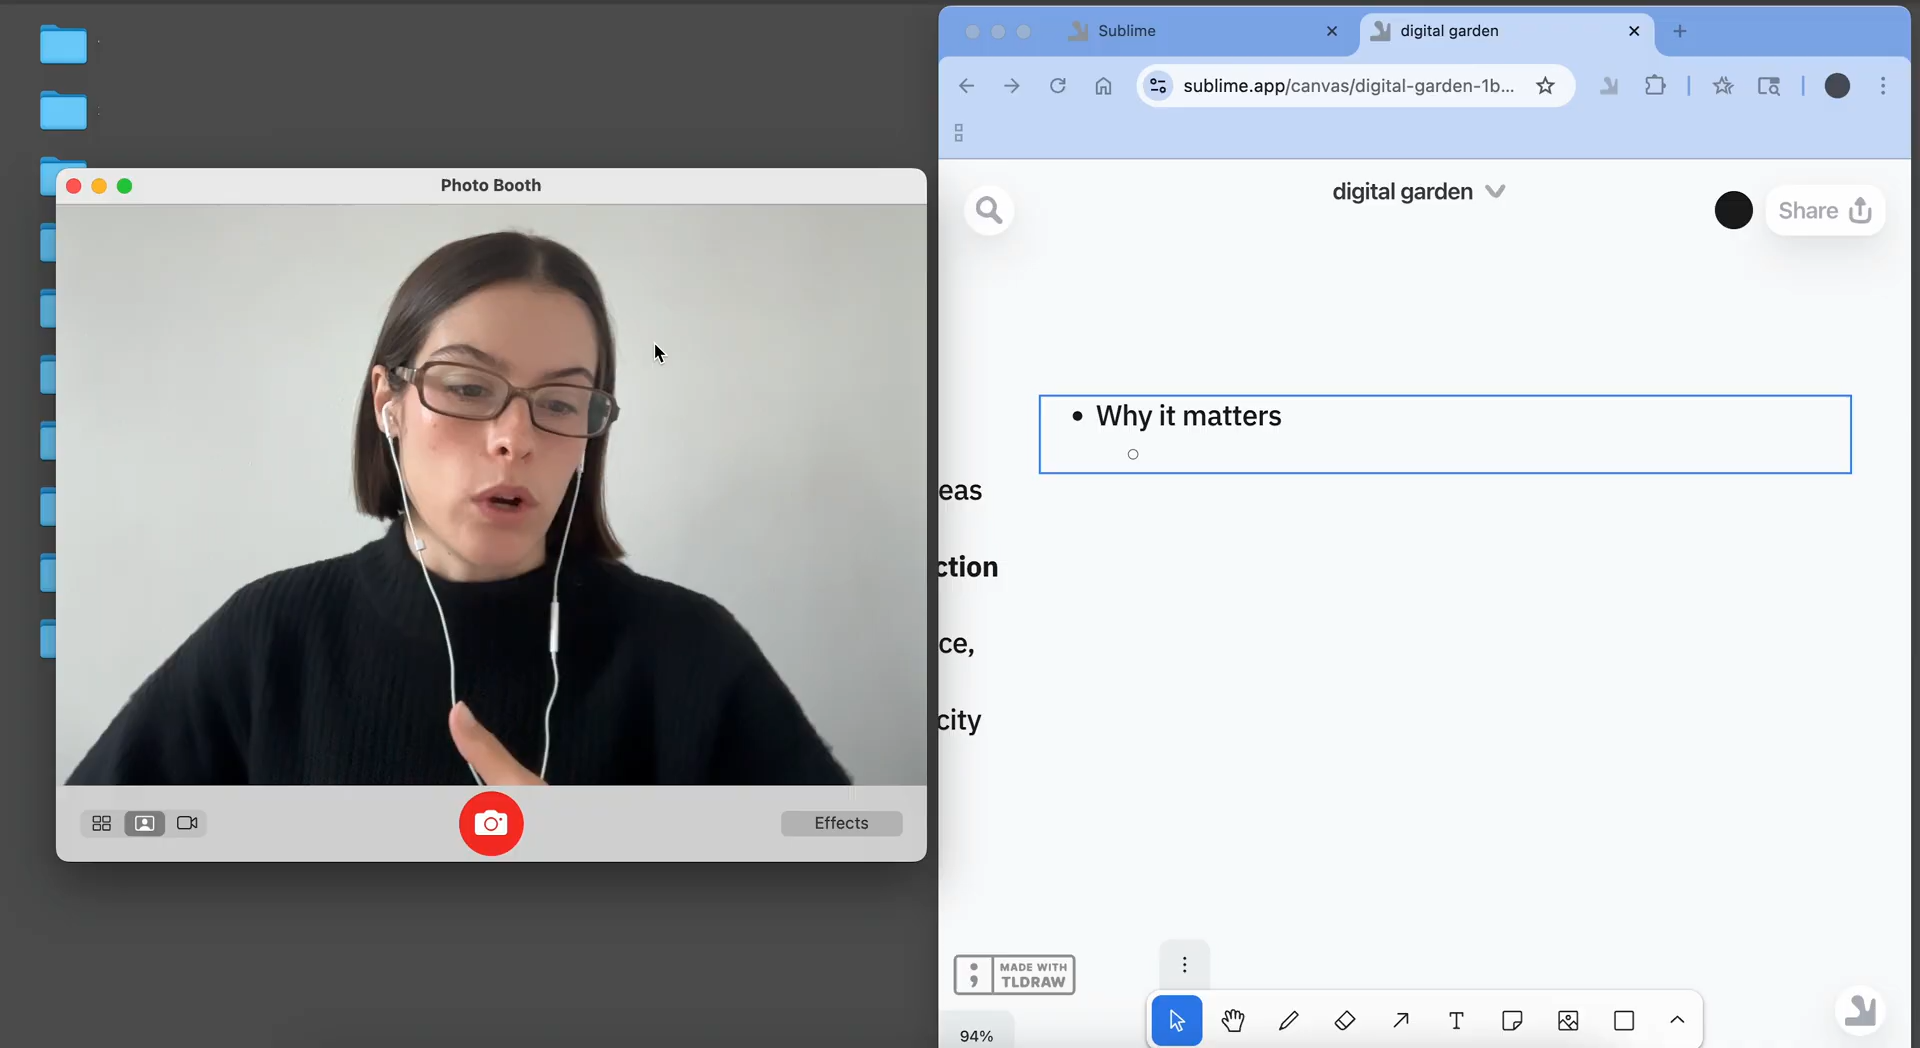 Photo Booth
Effects
Sublime
digital garden
sublime.app/canvas/digital-garden-1b...
digital garden
Share
• Why it matters
○
eas
ction
ce,
city
MADE WITH
TLDRAW
94%
T